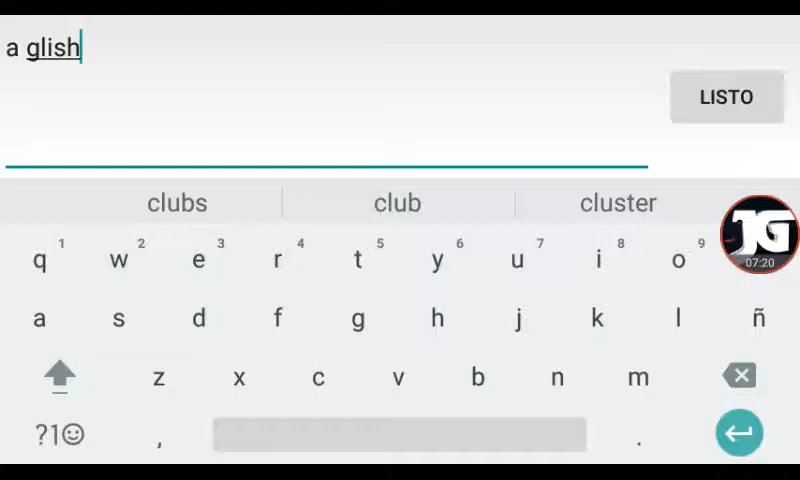 a glish
LISTO
clubs club cluster
q 1 w 2 e 3 r 4 t 5 y 6 u 7 i 8 o 9
JG
07:20
a s d f g h j k l ñ
z x c v b n m
?1☺ , .